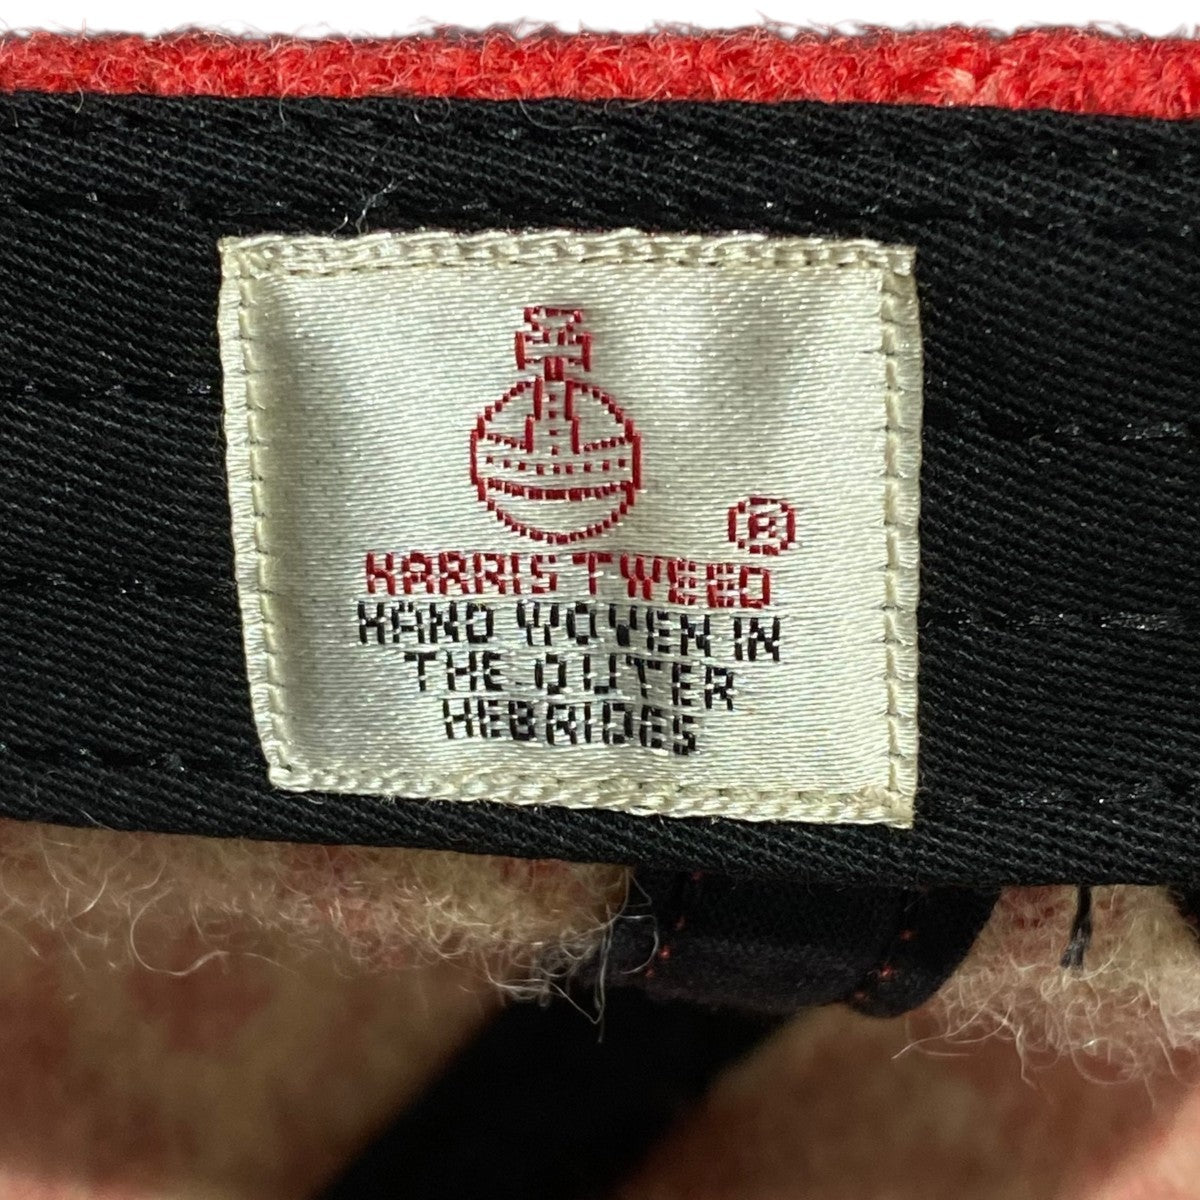 ®
HARRIS TWEED
HAND WOVEN IN
THE OUTER
HEBRIDES